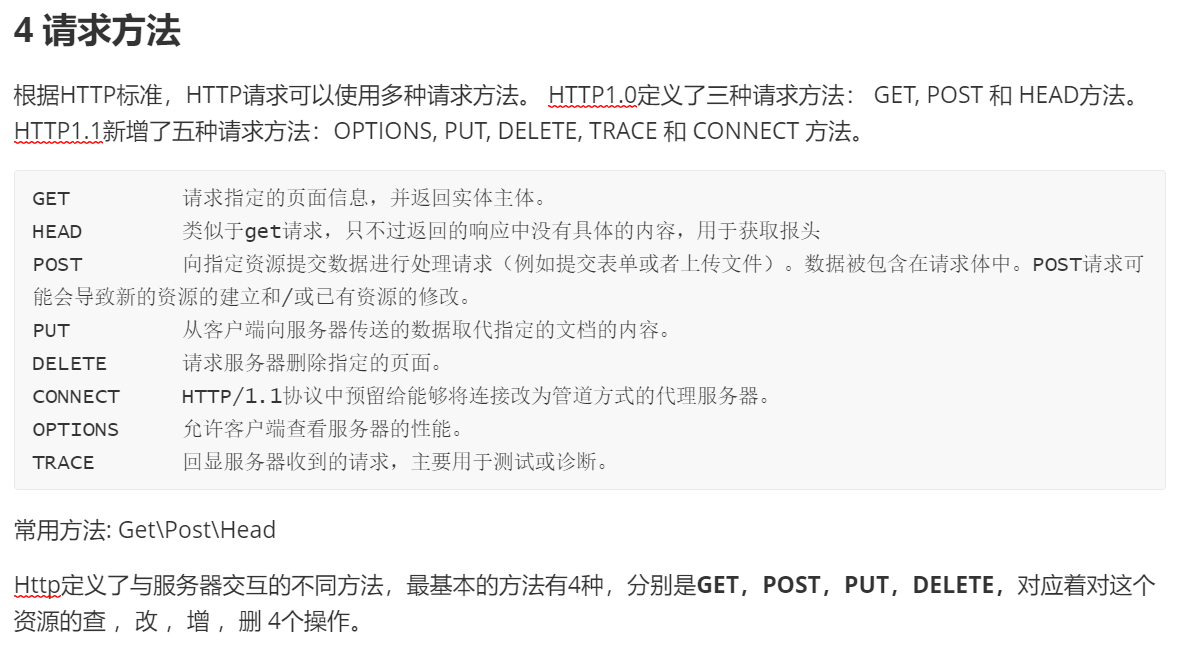 4 请求方法
根据HTTP标准，HTTP请求可以使用多种请求方法。 HTTP1.0定义了三种请求方法： GET, POST 和 HEAD方法。
HTTP1.1新增了五种请求方法：OPTIONS, PUT, DELETE, TRACE 和 CONNECT 方法。
GET 请求指定的页面信息，并返回实体主体。
HEAD 类似于get请求，只不过返回的响应中没有具体的内容，用于获取报头
POST 向指定资源提交数据进行处理请求（例如提交表单或者上传文件）。数据被包含在请求体中。POST请求可
能会导致新的资源的建立和/或已有资源的修改。
PUT 从客户端向服务器传送的数据取代指定的文档的内容。
DELETE 请求服务器删除指定的页面。
CONNECT HTTP/1.1协议中预留给能够将连接改为管道方式的代理服务器。
OPTIONS 允许客户端查看服务器的性能。
TRACE 回显服务器收到的请求，主要用于测试或诊断。
常用方法: Get\Post\Head
Http定义了与服务器交互的不同方法，最基本的方法有4种，分别是GET，POST，PUT，DELETE，对应着对这个
资源的查 ，改 ，增 ，删 4个操作。